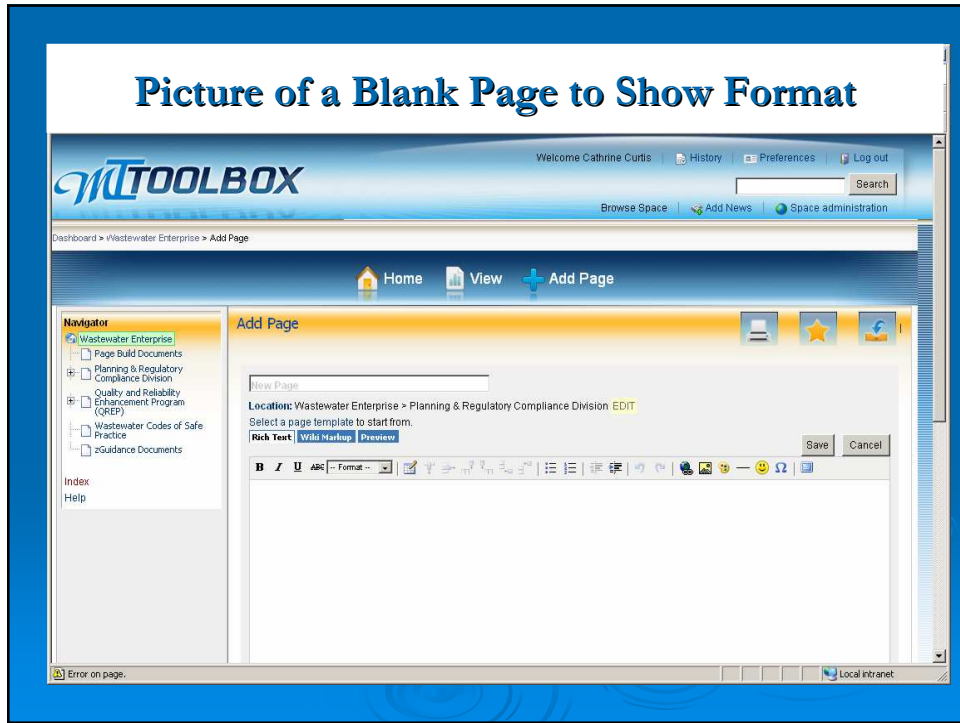 Picture of a Blank Page to Show Format
Welcome Cathrine Curtis | History | Preferences | Log out
MTTOOLBOX
Search
Browse Space | Add News | Space administration
Dashboard > Wastewater Enterprise > Add Page
Home View Add Page
Navigator
Wastewater Enterprise
Page Build Documents
Planning & Regulatory
Compliance Division
Quality and Reliability
Enhancement Program
(QREP)
Wastewater Codes of Safe
Practice
zGuidance Documents
Index
Help
Add Page
New Page
Location: Wastewater Enterprise > Planning & Regulatory Compliance Division EDIT
Select a page template to start from.
Rich Text Wiki Markup Preview
Save Cancel
B I U ABC -- Format --
Error on page.
Local intranet